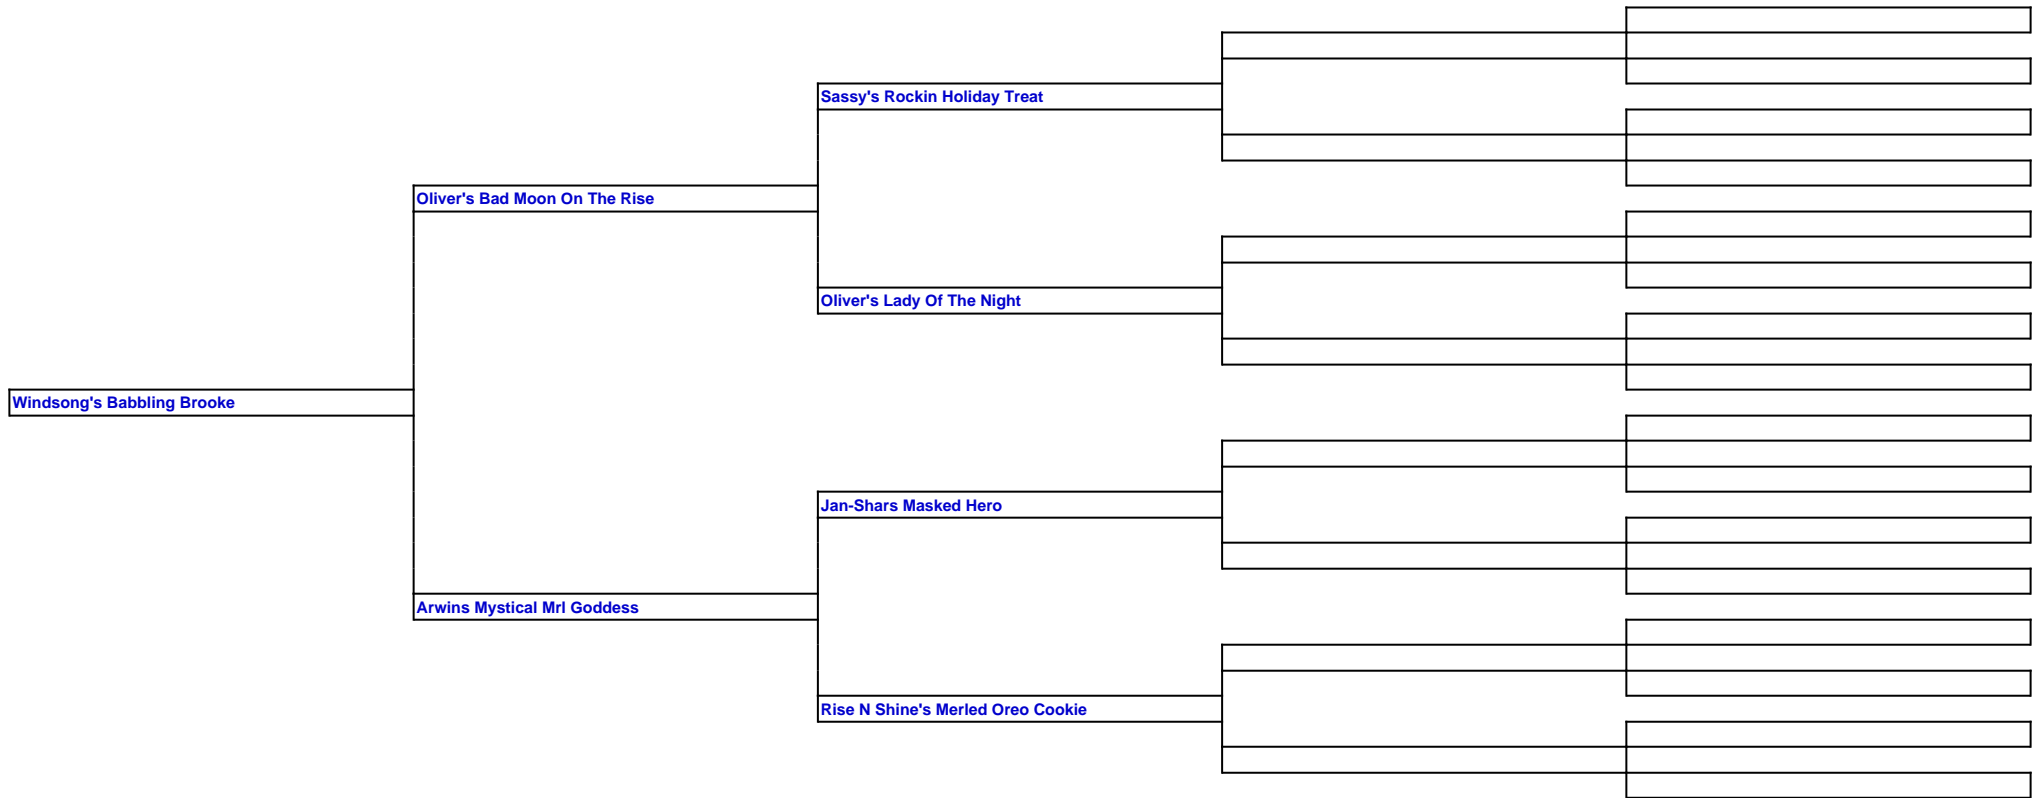 Sassy's Rockin Holiday Treat
Oliver's Bad Moon On The Rise
Oliver's Lady Of The Night
Windsong's Babbling Brooke
Jan-Shars Masked Hero
Arwins Mystical Mrl Goddess
Rise N Shine's Merled Oreo Cookie